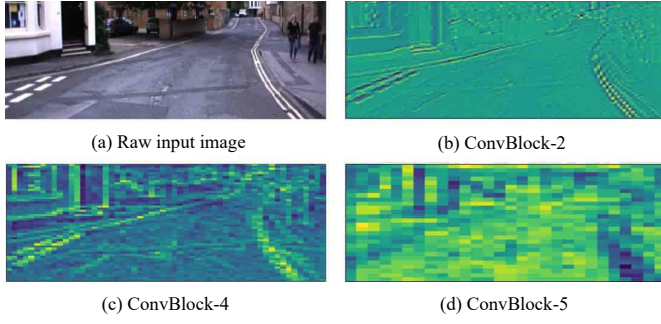 (a) Raw input image
(b) ConvBlock-2
(c) ConvBlock-4
(d) ConvBlock-5